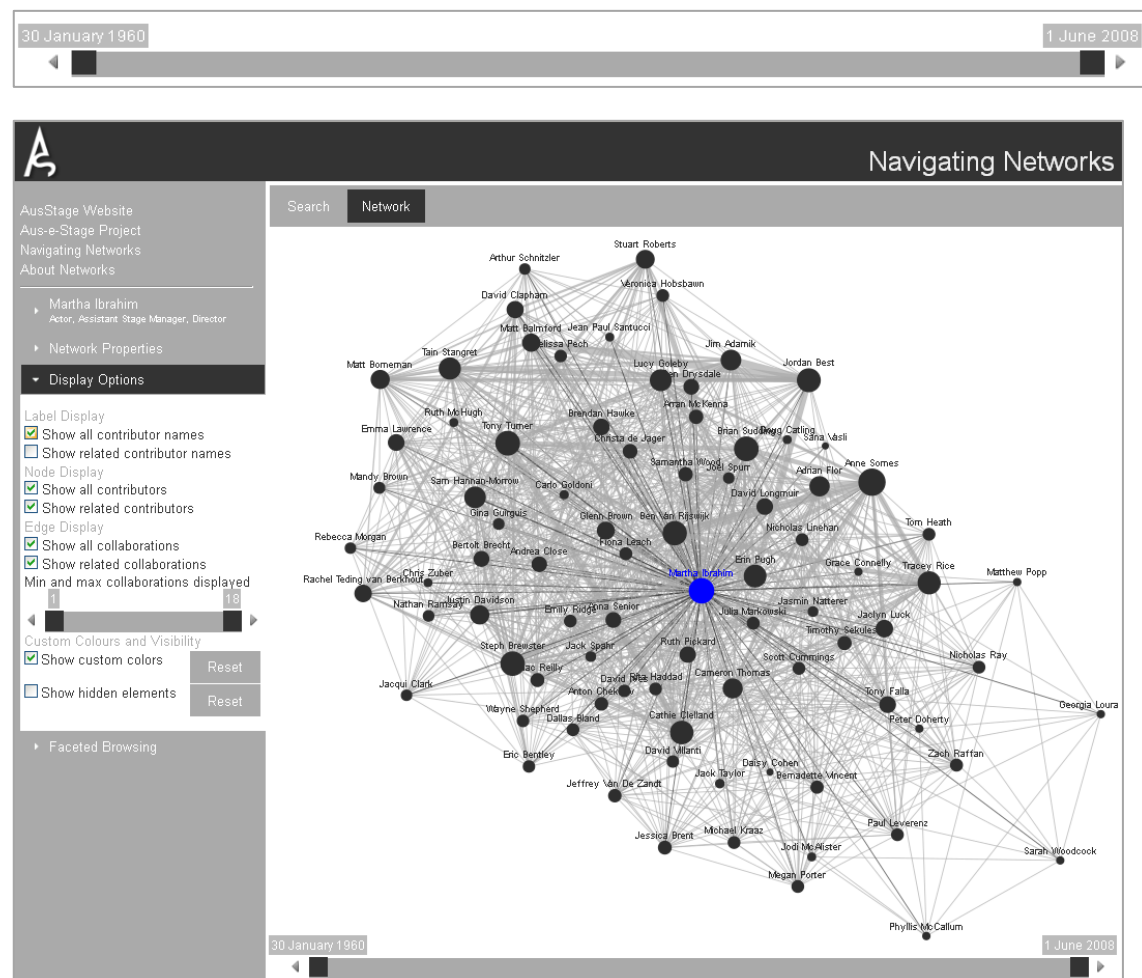 30 January 1960
1 June 2008
Navigating Networks
AusStage Website
Aus-e-Stage Project
Navigating Networks
About Networks
Martha Ibrahim
Actor, Assistant Stage Manager, Director
Network Properties
Display Options
Label Display
Show all contributor names
Show related contributor names
Node Display
Show all contributors
Show related contributors
Edge Display
Show all collaborations
Show related collaborations
Min and max collaborations displayed
1
18
Custom Colours and Visibility
Show custom colors
Reset
Show hidden elements
Reset
Faceted Browsing
Search
Network
Stuart Roberts
Arthur Schnitzler
Veronica Hobsbawn
David Clapham
Matt Balmford
Jean Paul Santucci
Pech
Jim Adamik
Tain Stangret
Lucy Goleby
Drysdale
Matt Borneman
Jordan Best
Arran McKenna
Ruth McHugh
Brendan Hawke
Emma Lawrence
Tony Turner
Christa de Jager
Brian
Catling
Sana Vasli
Samantha Wood
Joel Spurr
Adrian Flor
Anne Somes
Mandy Brown
Sam Hannan-Morrow
Carlo Goldoni
David Longmuir
Gina Guirguis
Glenn Brown
Ben Van Rijswijk
Nicholas Linehan
Tom Heath
Rebecca Morgan
Bertolt Brecht
Andrea Close
Fiona Leach
Erin Pugh
Grace Connelly
Tracey Rice
Matthew Popp
Martha Ibrahim
Chris Zuber
Rachel Teding van Berkhout
Nathan Ramsay
Justin Davidson
Emily Ridge
Anna Senior
Julia Markowski
Jasmin Natterer
Jaclyn Luck
Timothy Sekules
Steph Brewster
Jack Spahr
Ruth Pickard
Scott Cummings
Nicholas Ray
Reilly
David
Haddad
Cameron Thomas
Jacqui Clark
Anton Chekhov
Tony Falla
Georgia Loura
Wayne Shepherd
Dallas Bland
Cathie Clelland
Peter Doherty
Eric Bentley
David Villanti
Zach Raffan
Daisy Cohen
Jack Taylor
Bernadette Vincent
Jeffrey Van De Zandt
Paul Leverenz
Jessica Brent
Michael Kraaz
Jodi McAlister
Sarah Woodcock
Megan Porter
Phyllis McCallum
30 January 1960
1 June 2008